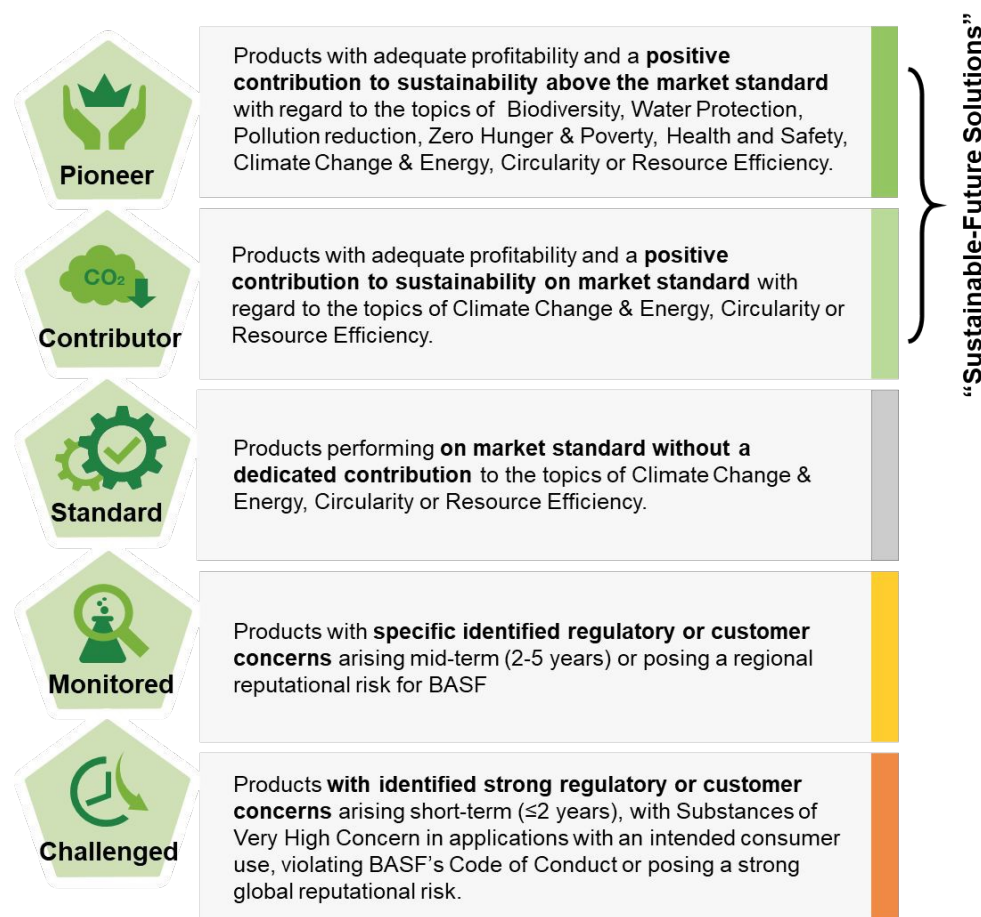 Products with adequate profitability and a positive
contribution to sustainability above the market standard
with regard to the topics of Biodiversity, Water Protection,
Pollution reduction, Zero Hunger & Poverty, Health and Safety,
Climate Change & Energy, Circularity or Resource Efficiency.
Pioneer
“Sustainable-Future Solutions”
Products with adequate profitability and a positive
contribution to sustainability on market standard with
regard to the topics of Climate Change & Energy, Circularity or
Resource Efficiency.
CO₂
Contributor
Products performing on market standard without a
dedicated contribution to the topics of Climate Change &
Energy, Circularity or Resource Efficiency.
Standard
Products with specific identified regulatory or customer
concerns arising mid-term (2-5 years) or posing a regional
reputational risk for BASF
Monitored
Products with identified strong regulatory or customer
concerns arising short-term (≤2 years), with Substances of
Very High Concern in applications with an intended consumer
use, violating BASF’s Code of Conduct or posing a strong
global reputational risk.
Challenged